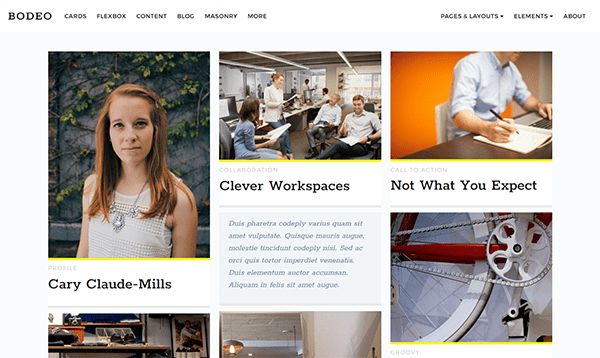 BODEO CARDS FLEXBOX CONTENT BLOG MASONRY MORE PAGES & LAYOUTS ELEMENTS ABOUT
PROFILE
Cary Claude-Mills
COLLABORATION
Clever Workspaces
Duis pharetra codeply varius quam sit
amet vulputate. Quisque mauris augue,
molestie tincidunt codeply nisi. Sed ac
orci quis tortor imperdiet venenatis.
Duis elementum auctor accumsan.
Aliquam in felis sit amet augue.
CALL TO ACTION
Not What You Expect
GROOVY